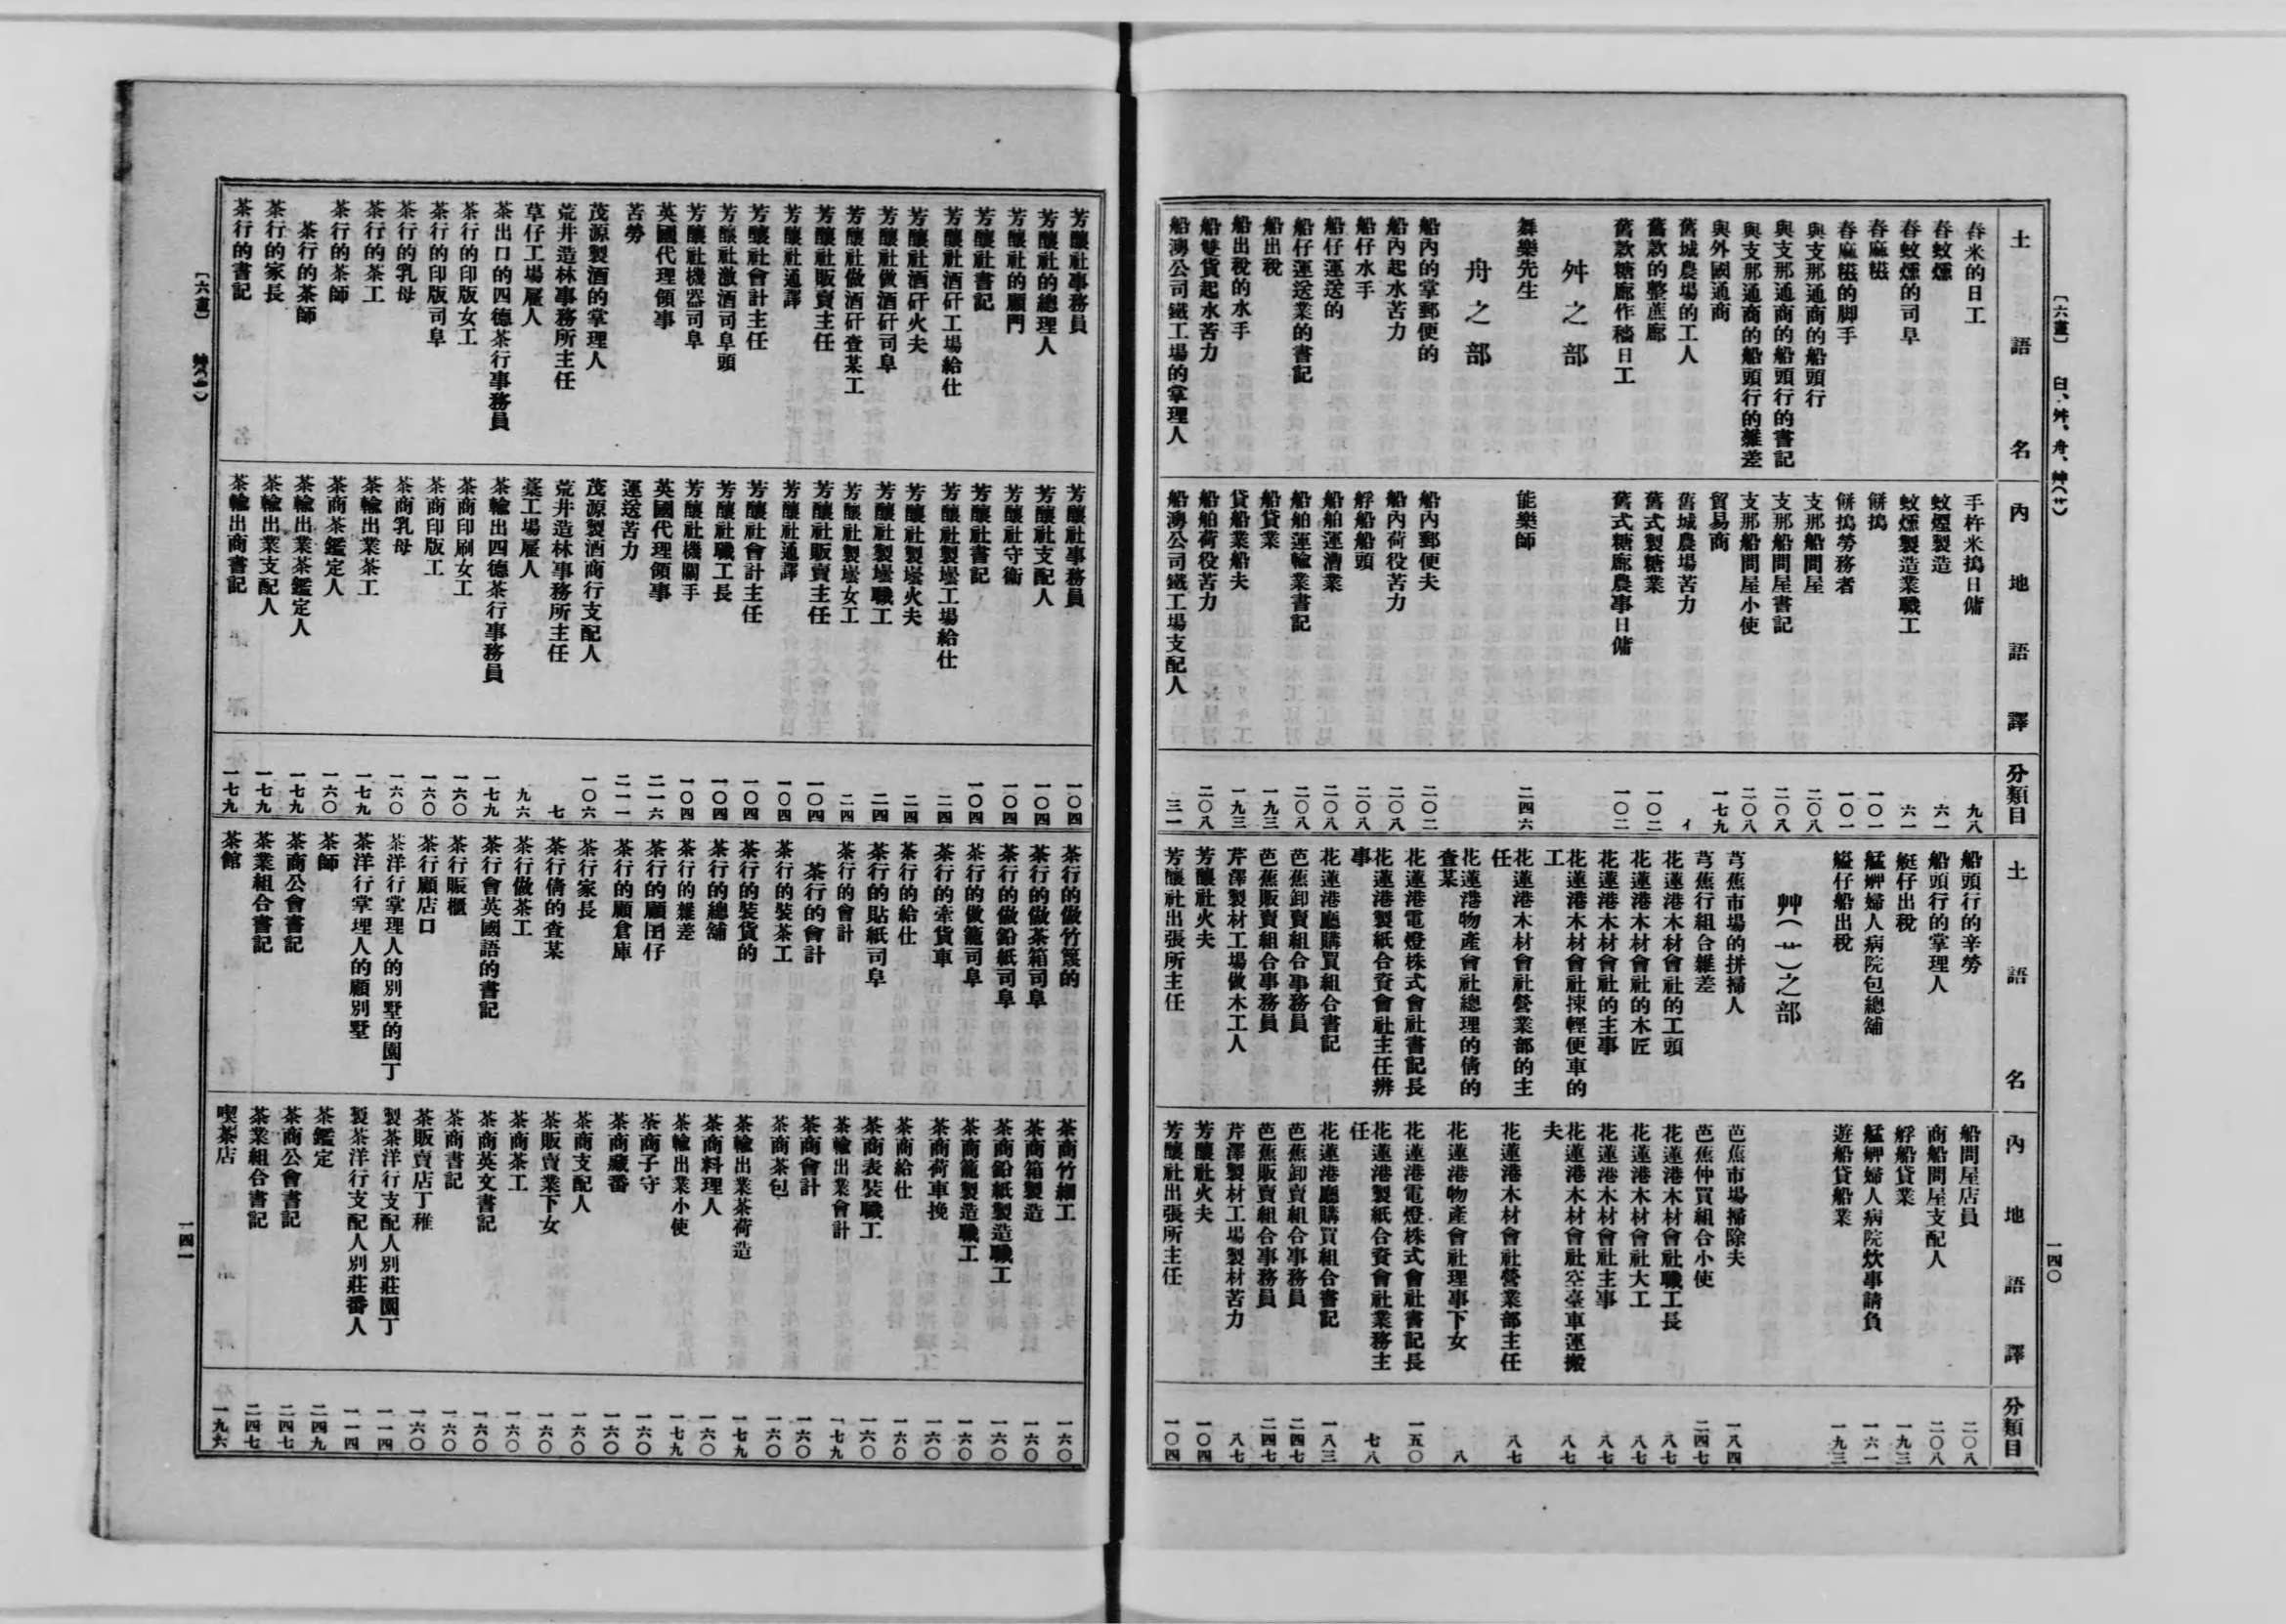 〔六畫〕 臼、舛、舟、艸(艹)
一四〇
土語名 內地語譯 分類目
舂米的日工 手杵米搗日傭 九八
舂蚊燻 蚊燻製造 六一
舂蚊燻的司阜 蚊燻製造業職工 六一
舂麻糍 餅搗 一〇一
舂麻糍的脚手 餅搗勞務者 一〇一
與支那通商的船頭行 支那船問屋 二〇八
與支那通商的船頭行的書記 支那船問屋書記 二〇八
與支那通商的船頭行的雜差 支那船問屋小使 二〇八
與外國通商 貿易商 一七九
舊城農場的工人 舊城農場苦力 イ
舊款的整蔗廍 舊式製糖業 一〇二
舊款糖廍作穡日工 舊式糖廍農事日傭 一〇二
舛之部
舞樂先生 能樂師 二四六
舟之部
船內的掌郵便的 船內郵便夫 二〇二
船內起水苦力 船內荷役苦力 二〇八
船仔水手 艀船船頭 二〇八
船仔運送的 船舶運漕業 二〇八
船仔運送業的書記 船舶運輸業書記 二〇八
船出稅 船貸業 一九三
船出稅的水手 貸船業船夫 一九三
船雙貨起水苦力 船舶荷役苦力 二〇八
船澚公司鐵工場的掌理人 船澚公司鐵工場支配人 三一
土語名 內地語譯 分類目
船頭行的辛勞 船問屋店員 二〇八
船頭行的掌理人 商船問屋支配人 二〇八
艇仔出稅 艀船貸業 一九三
艋舺婦人病院包總舖 艋舺婦人病院炊事請負 一六一
艗仔船出稅 遊船貸船業 一九三
艸(艹)之部
芎蕉市場的拼掃人 芭蕉市場掃除夫 一八四
芎蕉行組合雜差 芭蕉仲買組合小使 二四七
花蓮港木材會社的工頭 花蓮港木材會社職工長 八七
花蓮港木材會社的木匠 花蓮港木材會社大工 八七
花蓮港木材會社的主事 花蓮港木材會社主事 八七
花蓮港木材會社揀輕便車的工 花蓮港木材會社空臺車運搬夫 八七
花蓮港木材會社營業部的主任 花蓮港木材會社營業部主任 八七
花蓮港物產會社總理的倩的查某 花蓮港物產會社理事下女 八
花蓮港電燈株式會社書記長 花蓮港電燈株式會社書記長 一五〇
花蓮港製紙合資會社主任辨事 花蓮港製紙合資會社業務主任 七八
花蓮港廳購買組合書記 花蓮港廳購買組合書記 一八三
芭蕉卸賣組合事務員 芭蕉卸賣組合事務員 二四七
芭蕉販賣組合事務員 芭蕉販賣組合事務員 二四七
芹澤製材工場做木工人 芹澤製材工場製材苦力 八七
芳釀社火夫 芳釀社火夫 一〇四
芳釀社出張所主任 芳釀社出張所主任 一〇四
〔六畫〕 艸(艹)
一四一
芳釀社事務員 芳釀社事務員 一〇四
芳釀社的總理人 芳釀社支配人 一〇四
芳釀社的顧門 芳釀社守衞 一〇四
芳釀社書記 芳釀社書記 一〇四
芳釀社酒矸工場給仕 芳釀社製壜工場給仕 二四
芳釀社酒矸火夫 芳釀社製壜火夫 二四
芳釀社做酒矸司阜 芳釀社製壜職工 二四
芳釀社做酒矸查某工 芳釀社製壜女工 二四
芳釀社販賣主任 芳釀社販賣主任 一〇四
芳釀社通譯 芳釀社通譯 一〇四
芳釀社會計主任 芳釀社會計主任 一〇四
芳釀社激酒司阜頭 芳釀社職工長 一〇四
芳釀社機器司阜 芳釀社機關手 一〇四
英國代理領事 英國代理領事 二一六
苦勞 運送苦力 二一一
茂源製酒的掌理人 茂源製酒商行支配人 一〇六
荒井造林事務所主任 荒井造林事務所主任 七
草仔工場雇人 藁工場雇人 九六
茶出口的四德茶行事務員 茶輸出四德茶行事務員 一七九
茶行的印版女工 茶商印刷女工 一六〇
茶行的印版司阜 茶商印版工 一六〇
茶行的乳母 茶商乳母 一六〇
茶行的茶工 茶輸出業茶工 一七九
茶行的茶師 茶商茶鑑定人 一六〇
茶行的茶師 茶輸出業茶鑑定人 一七九
茶行的家長 茶輸出業支配人 一七九
茶行的書記 茶輸出商書記 一七九
茶行的做竹篾的 茶商竹細工 一六〇
茶行的做茶箱司阜 茶商箱製造 一六〇
茶行的做鉛紙司阜 茶商鉛紙製造職工 一六〇
茶行的做籠司阜 茶商籠製造職工 一六〇
茶行的牽貨車 茶商荷車挽 一六〇
茶行的給仕 茶商給仕 一六〇
茶行的貼紙司阜 茶商表裝職工 一六〇
茶行的會計 茶輸出業會計 一七九
茶行的會計 茶商會計 一六〇
茶行的裝茶工 茶商茶包 一六〇
茶行的裝貨的 茶輸出業茶荷造 一七九
茶行的總舖 茶商料理人 一六〇
茶行的雜差 茶輸出業小使 一七九
茶行的顧囝仔 茶商子守 一六〇
茶行的顧倉庫 茶商藏番 一六〇
茶行家長 茶商支配人 一六〇
茶行倩的查某 茶販賣業下女 一六〇
茶行做茶工 茶商茶工 一六〇
茶行會英國語的書記 茶商英文書記 一六〇
茶行賬櫃 茶商書記 一六〇
茶行顧店口 茶販賣店丁稚 一六〇
茶洋行掌理人的別墅的園丁 製茶洋行支配人別莊園丁 一一四
茶洋行掌理人的顧別墅 製茶洋行支配人別莊番人 一一四
茶師 茶鑑定 二四九
茶商公會書記 茶商公會書記 二四七
茶業組合書記 茶業組合書記 二四七
茶館 喫茶店 一九六